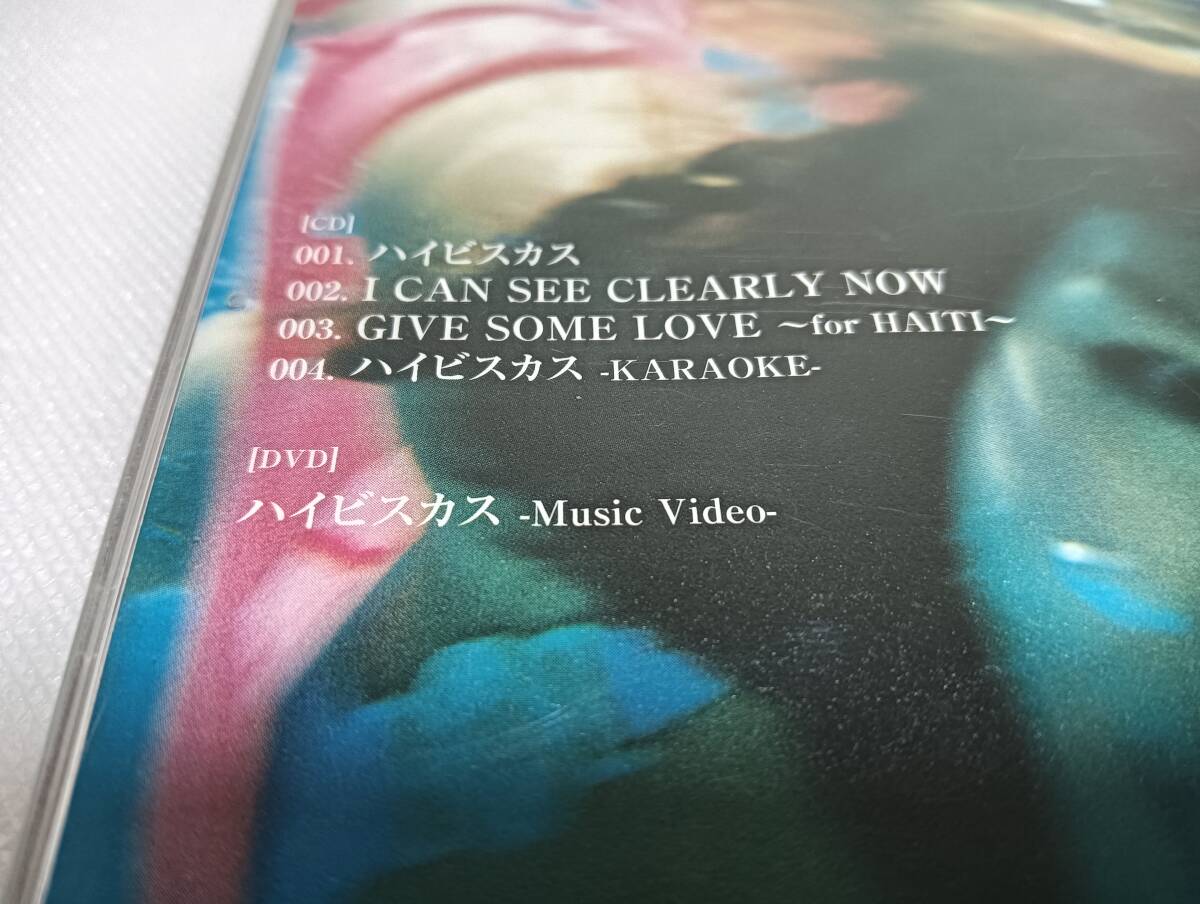 [CD]
001. ハイビスカス
002. I CAN SEE CLEARLY NOW
003. GIVE SOME LOVE ～for HAITI～
004. ハイビスカス -KARAOKE-
[DVD]
ハイビスカス -Music Video-